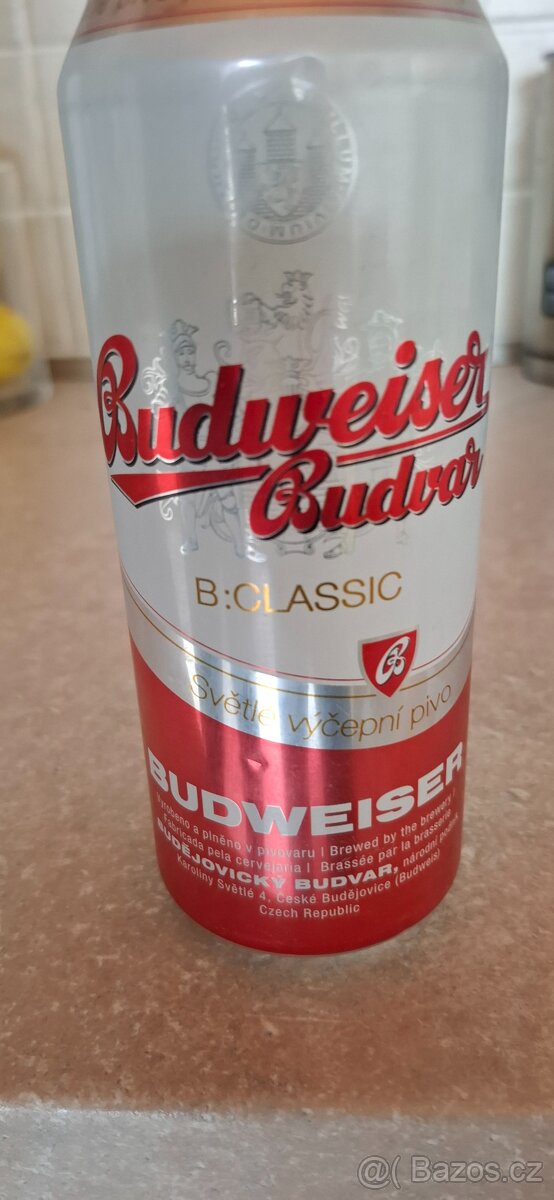 Budweiser
Budvar
B:CLASSIC
B
Světlé výčepní pivo
BUDWEISER
Vyrobeno a plněno v pivovaru | Brewed by the brewery |
Fabricada pela cervejaria | Brassée par la brasserie
BUDĚJOVICKÝ BUDVAR, národní podnik
Karoliny Světlé 4, České Budějovice (Budweis)
Czech Republic
@( Bazos.cz